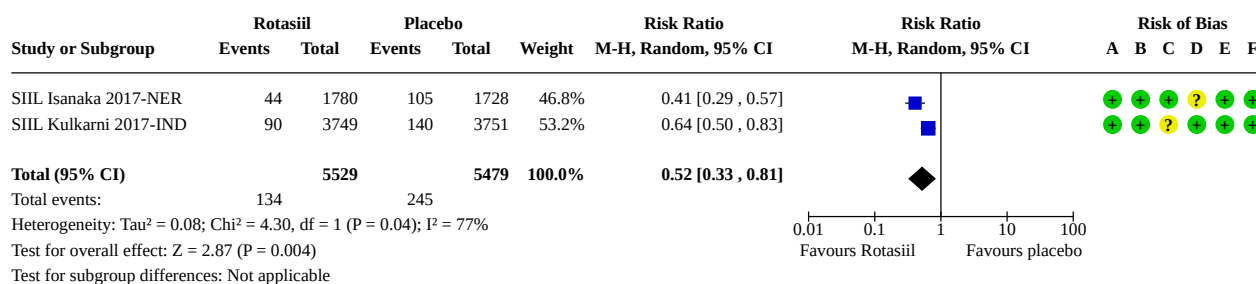 Rotasiil Placebo Risk Ratio Risk Ratio Risk of Bias
Study or Subgroup Events Total Events Total Weight M-H, Random, 95% CI M-H, Random, 95% CI A B C D E F
SIIL Isanaka 2017-NER 44 1780 105 1728 46.8% 0.41 [0.29 , 0.57] + + + ? + +
SIIL Kulkarni 2017-IND 90 3749 140 3751 53.2% 0.64 [0.50 , 0.83] + + ? + + +
Total (95% CI) 5529 5479 100.0% 0.52 [0.33 , 0.81]
Total events: 134 245
Heterogeneity: Tau² = 0.08; Chi² = 4.30, df = 1 (P = 0.04); I² = 77%
0.01 0.1 1 10 100
Test for overall effect: Z = 2.87 (P = 0.004)
Favours Rotasiil Favours placebo
Test for subgroup differences: Not applicable